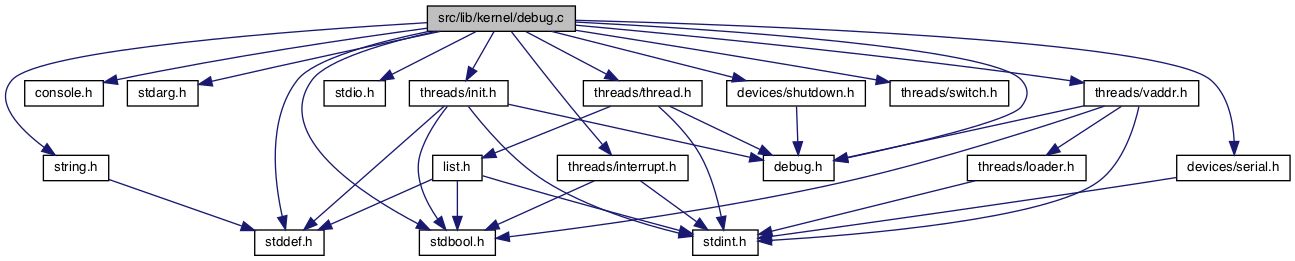 src/lib/kernel/debug.c
console.h
stdarg.h
stdio.h
threads/init.h
threads/thread.h
devices/shutdown.h
threads/switch.h
threads/vaddr.h
string.h
list.h
threads/interrupt.h
debug.h
threads/loader.h
devices/serial.h
stddef.h
stdbool.h
stdint.h